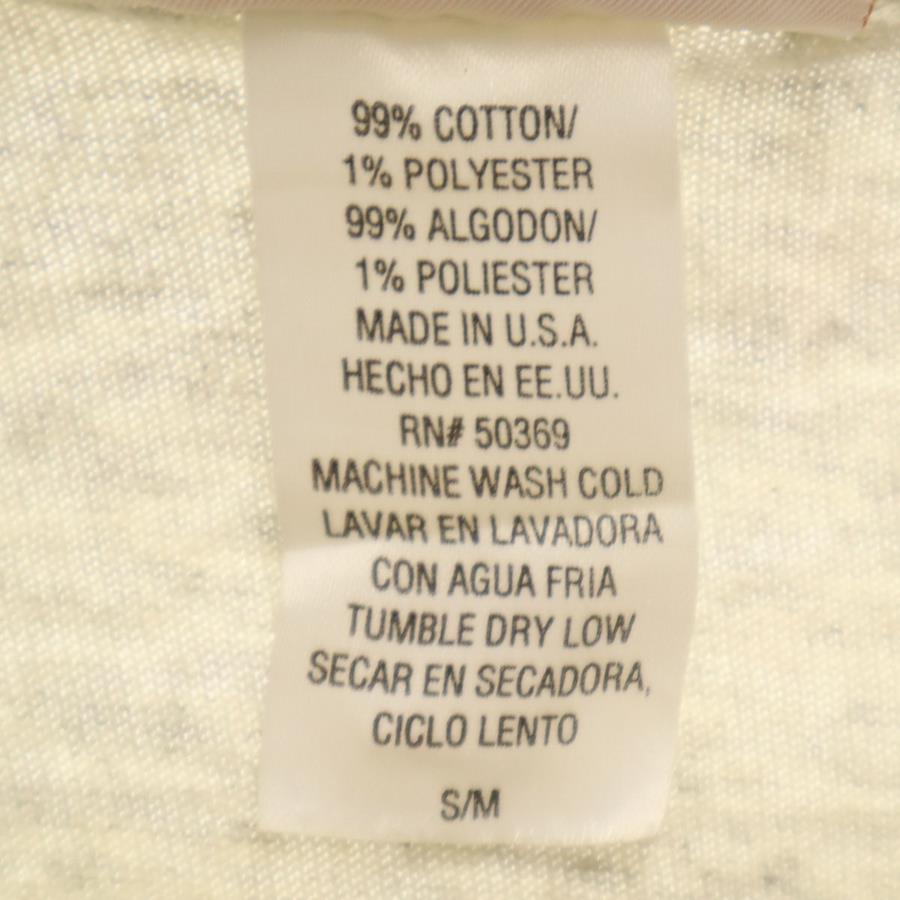 99% COTTON/
1% POLYESTER
99% ALGODON/
1% POLIESTER
MADE IN U.S.A.
HECHO EN EE.UU.
RN# 50369
MACHINE WASH COLD
LAVAR EN LAVADORA
CON AGUA FRIA
TUMBLE DRY LOW
SECAR EN SECADORA,
CICLO LENTO
S/M